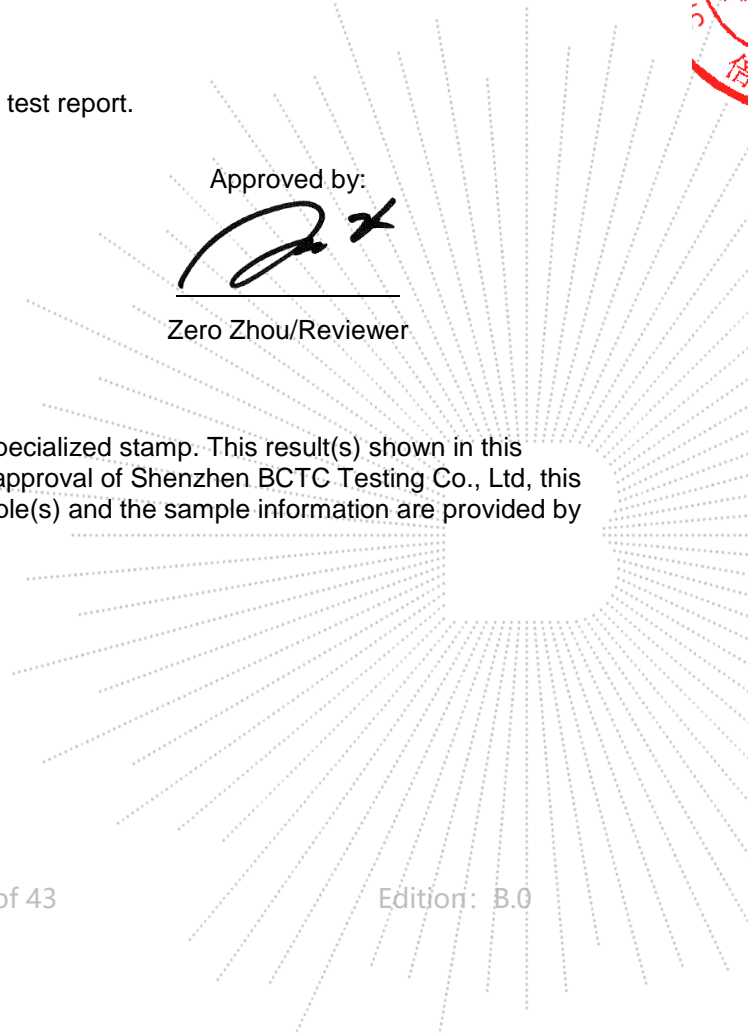 test report.
Approved by:
Zero Zhou/Reviewer
pecialized stamp. This result(s) shown in this
approval of Shenzhen BCTC Testing Co., Ltd, this
ple(s) and the sample information are provided by
of 43
Edition: B.0